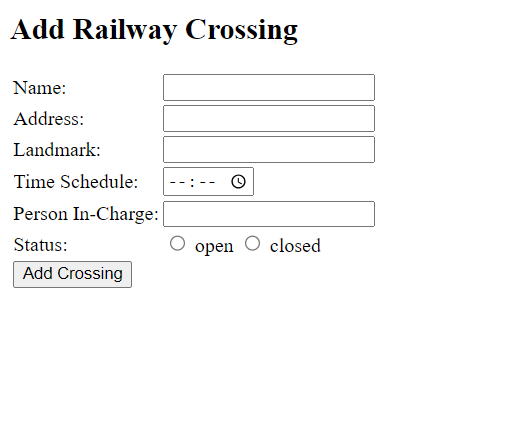 Add Railway Crossing
Name:
Address:
Landmark:
Time Schedule: --:--
Person In-Charge:
Status: open closed
Add Crossing